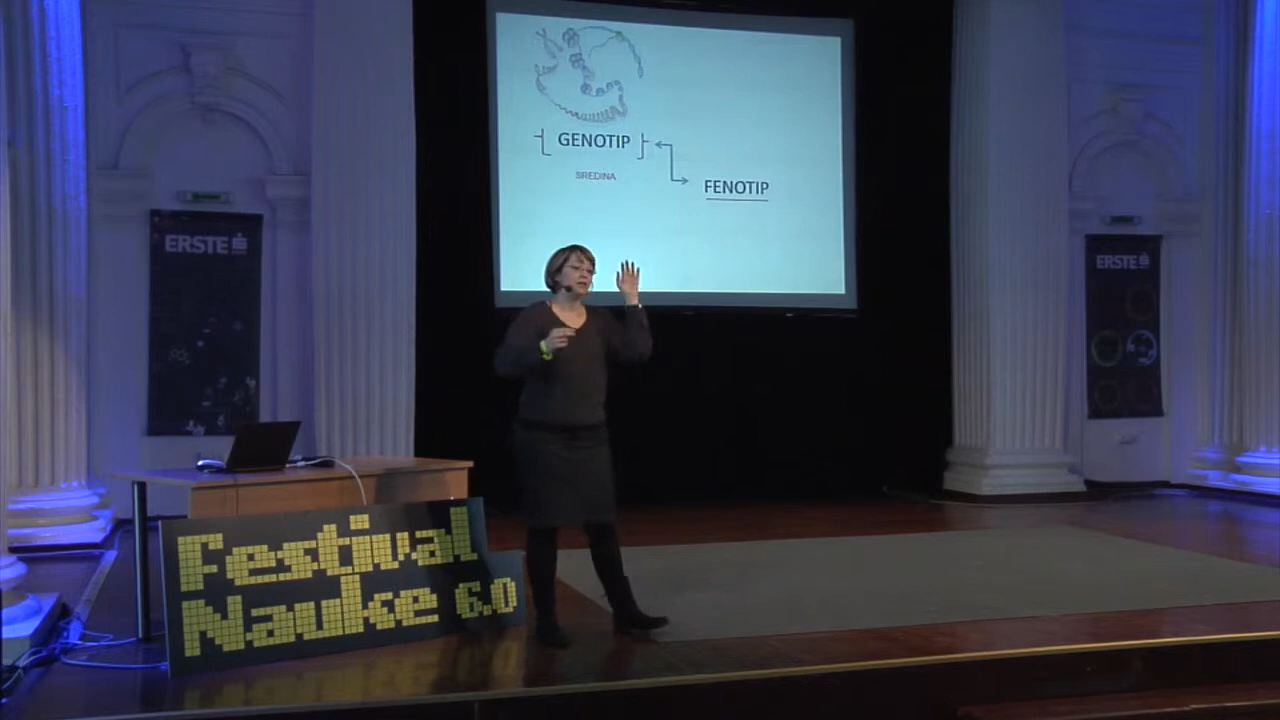 GENOTIP
SREDINA
FENOTIP
ERSTE
ERSTE
Festival
Nauke 6.0